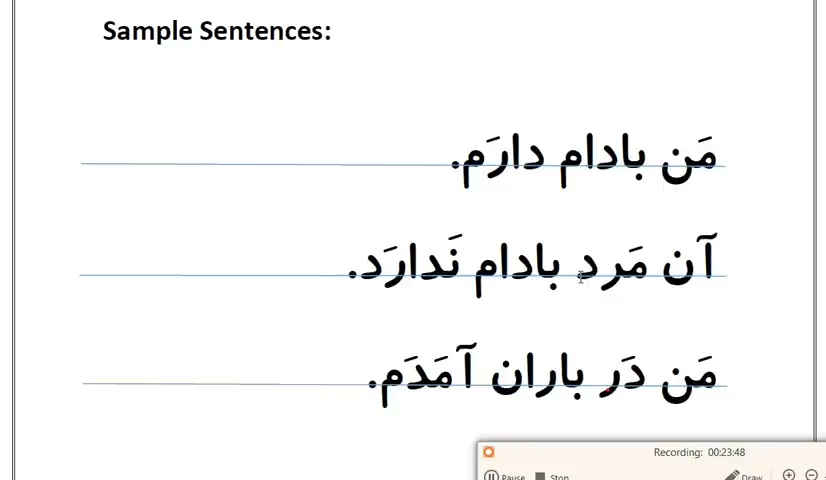 Sample Sentences:
مَن بادام دارَم.
آن مَرد بادام نَدارَد.
مَن دَر باران آمَدَم.
Recording: 00:23:48
Pause Stop Draw